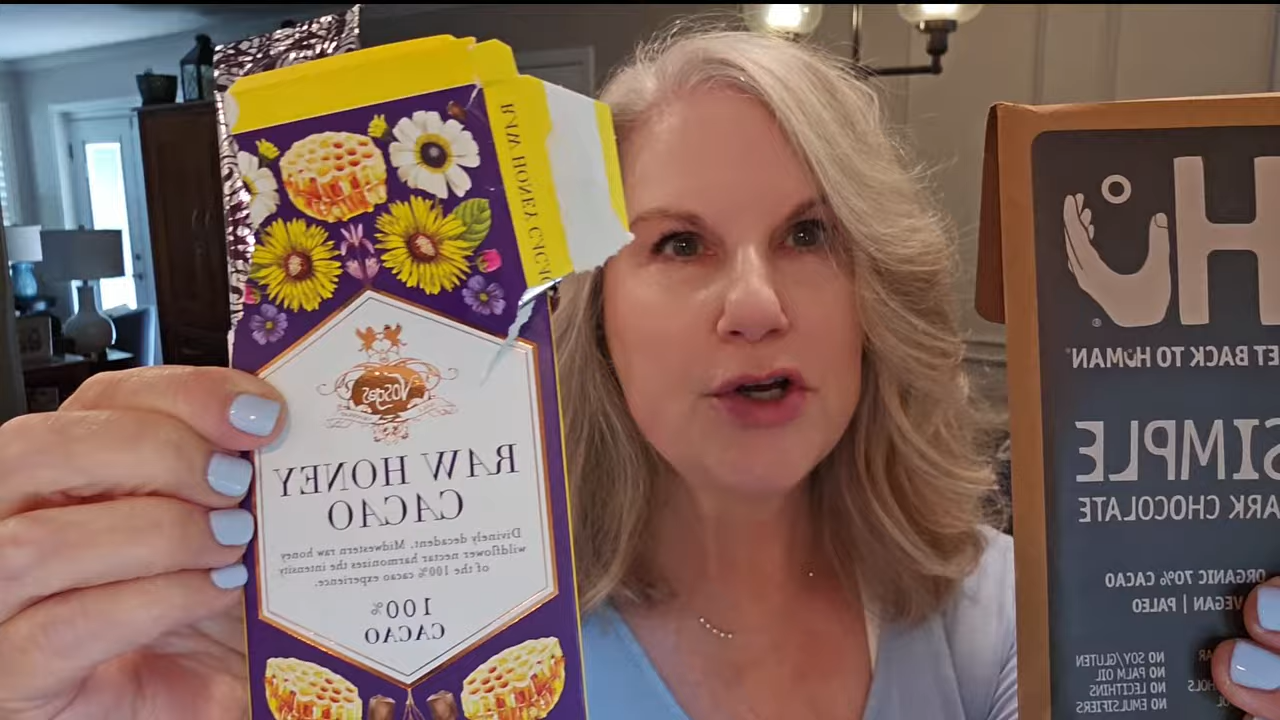 RAW HONEY CACAO
Vosges
RAW HONEY
CACAO
Divinely decadent. Midwestern raw honey
wildflower nectar harmonizes the intensity
of the 100% cacao experience.
100%
CACAO
HU
ET BACK TO HUMAN
SIMPLE
ARK CHOCOLATE
ORGANIC 70% CACAO
VEGAN | PALEO
NO SOY/GLUTEN
NO PALM OIL
NO LECITHINS
NO EMULSIFIERS